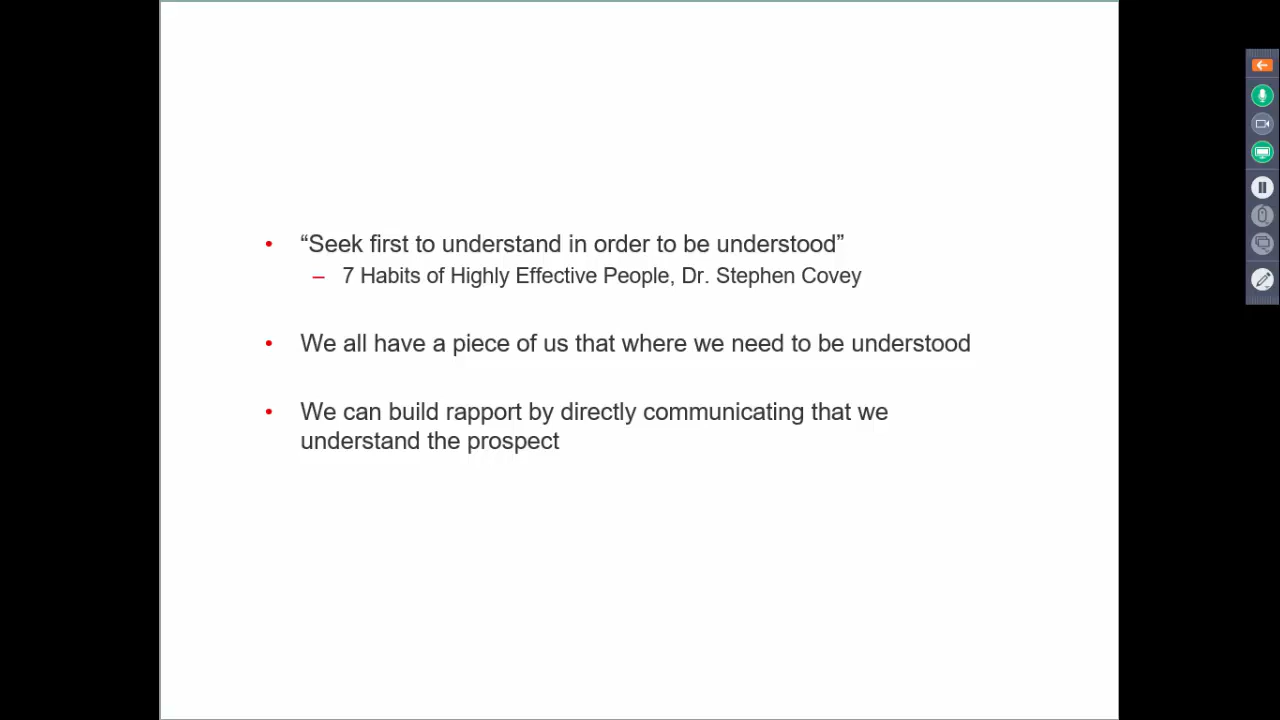 • “Seek first to understand in order to be understood”
– 7 Habits of Highly Effective People, Dr. Stephen Covey
• We all have a piece of us that where we need to be understood
• We can build rapport by directly communicating that we
understand the prospect